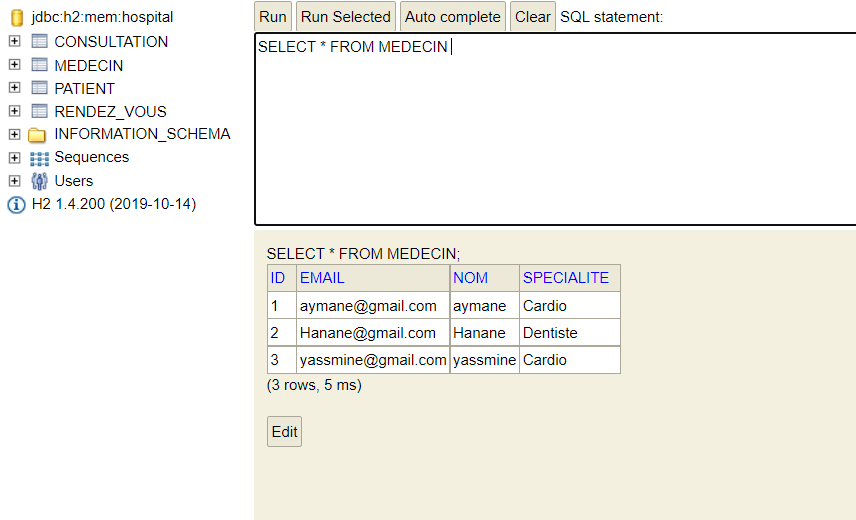 jdbc:h2:mem:hospital
CONSULTATION
MEDECIN
PATIENT
RENDEZ_VOUS
INFORMATION_SCHEMA
Sequences
Users
H2 1.4.200 (2019-10-14)
Run Run Selected Auto complete Clear SQL statement:
SELECT * FROM MEDECIN
SELECT * FROM MEDECIN;
ID EMAIL NOM SPECIALITE
1 aymane@gmail.com aymane Cardio
2 Hanane@gmail.com Hanane Dentiste
3 yassmine@gmail.com yassmine Cardio
(3 rows, 5 ms)
Edit